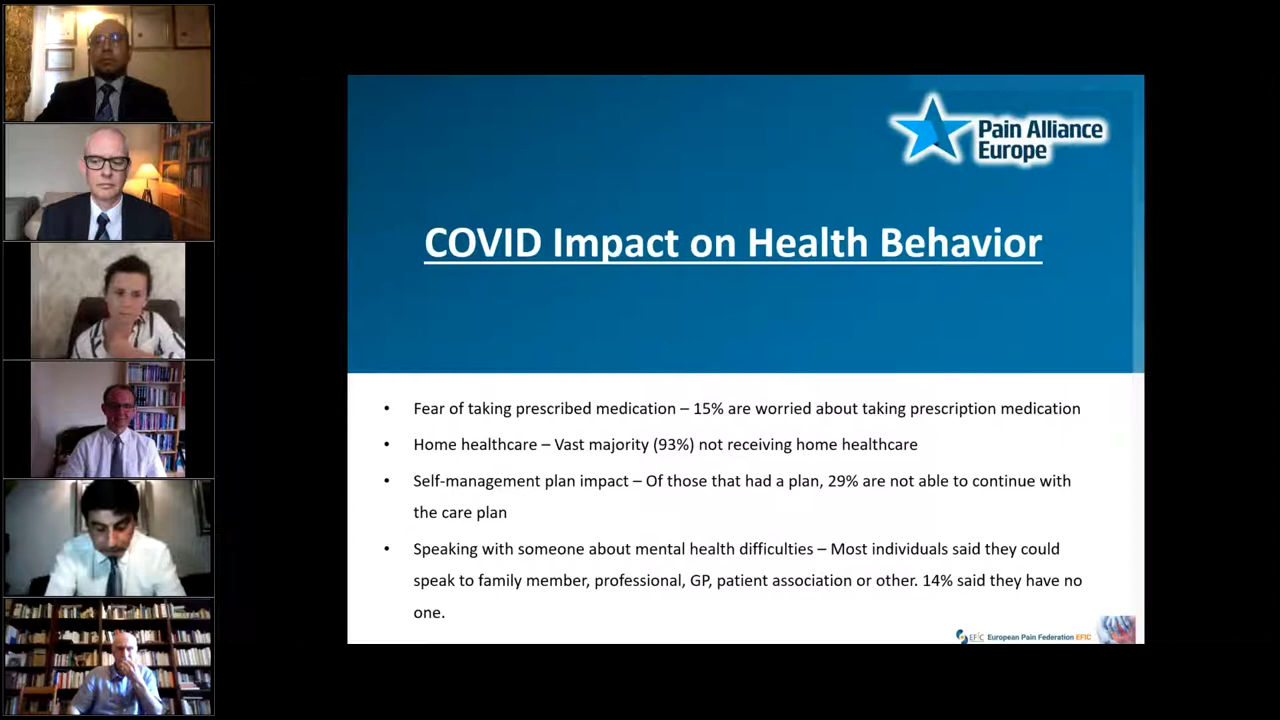 Pain Alliance
Europe
COVID Impact on Health Behavior
• Fear of taking prescribed medication – 15% are worried about taking prescription medication
• Home healthcare – Vast majority (93%) not receiving home healthcare
• Self-management plan impact – Of those that had a plan, 29% are not able to continue with
the care plan
• Speaking with someone about mental health difficulties – Most individuals said they could
speak to family member, professional, GP, patient association or other. 14% said they have no
one.
EFIC European Pain Federation EFIC